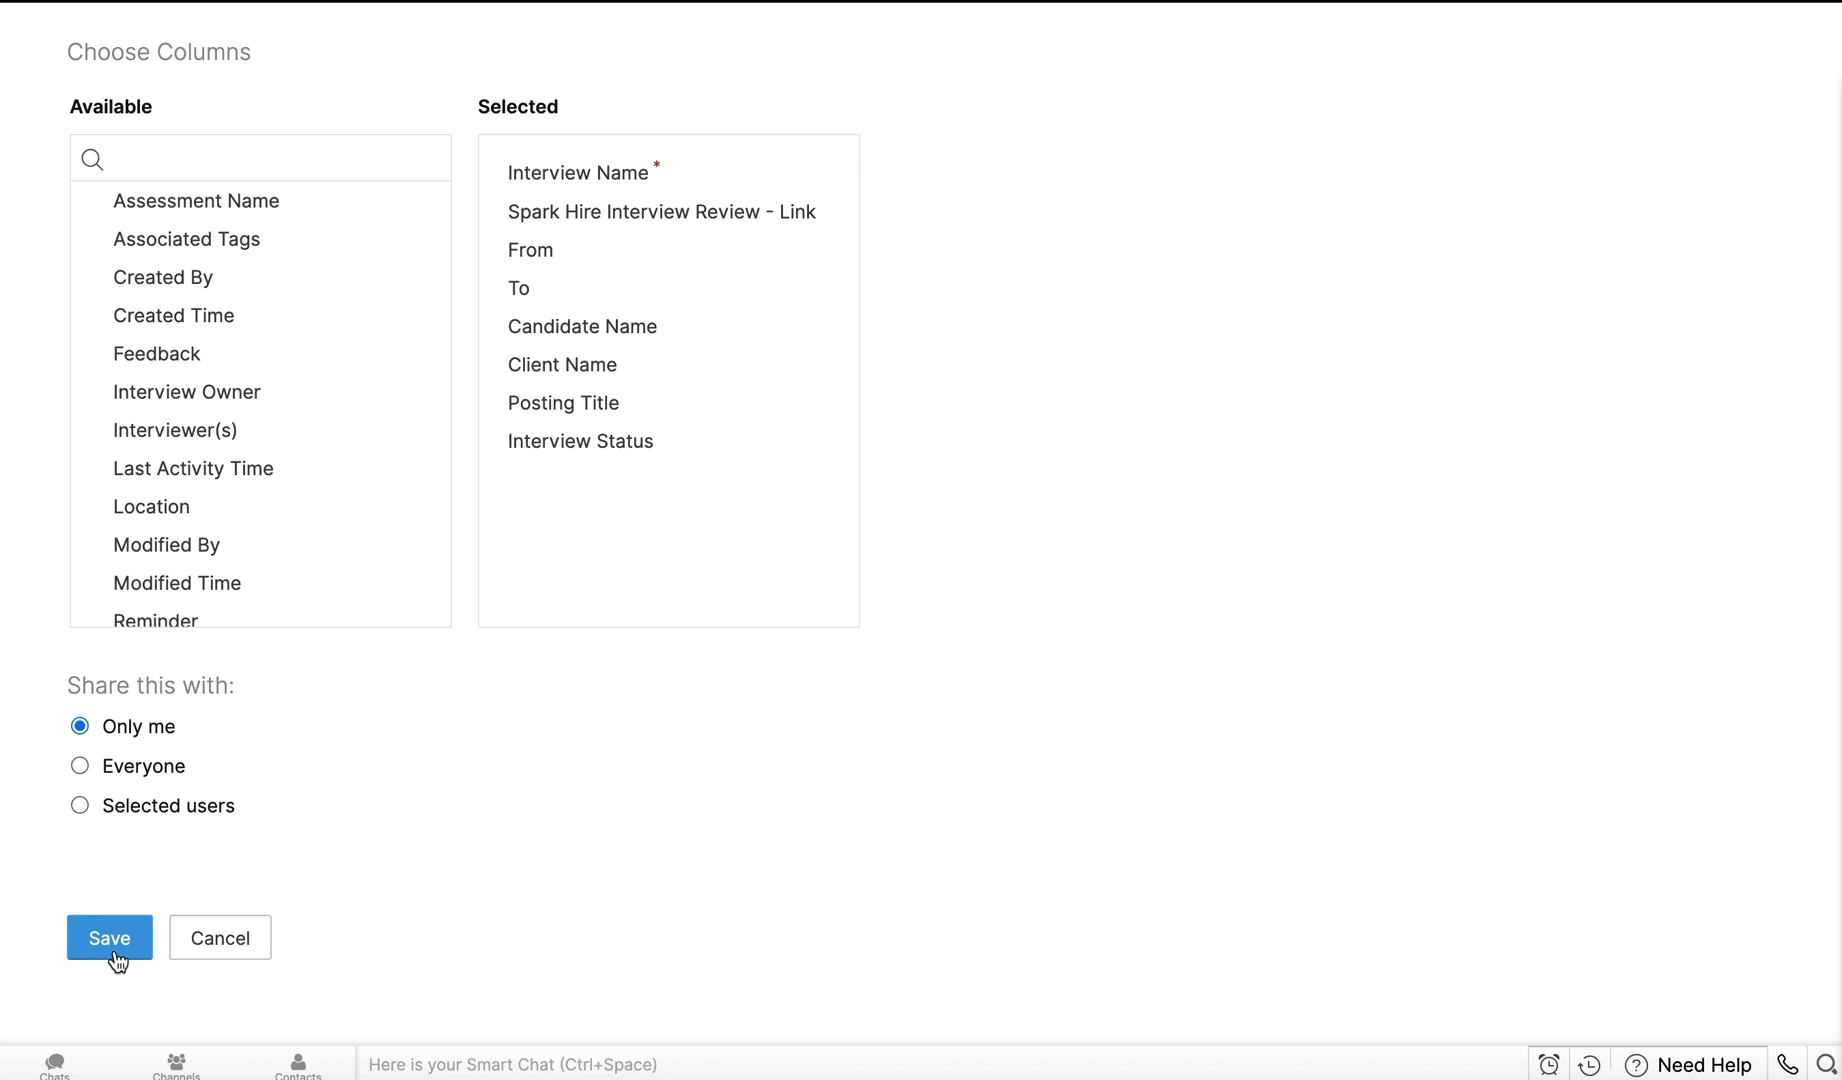 Choose Columns
Available
Selected
Assessment Name
Associated Tags
Created By
Created Time
Feedback
Interview Owner
Interviewer(s)
Last Activity Time
Location
Modified By
Modified Time
Reminder
Interview Name *
Spark Hire Interview Review - Link
From
To
Candidate Name
Client Name
Posting Title
Interview Status
Share this with:
Only me
Everyone
Selected users
Save
Cancel
Chats
Channels
Contacts
Here is your Smart Chat (Ctrl+Space)
Need Help